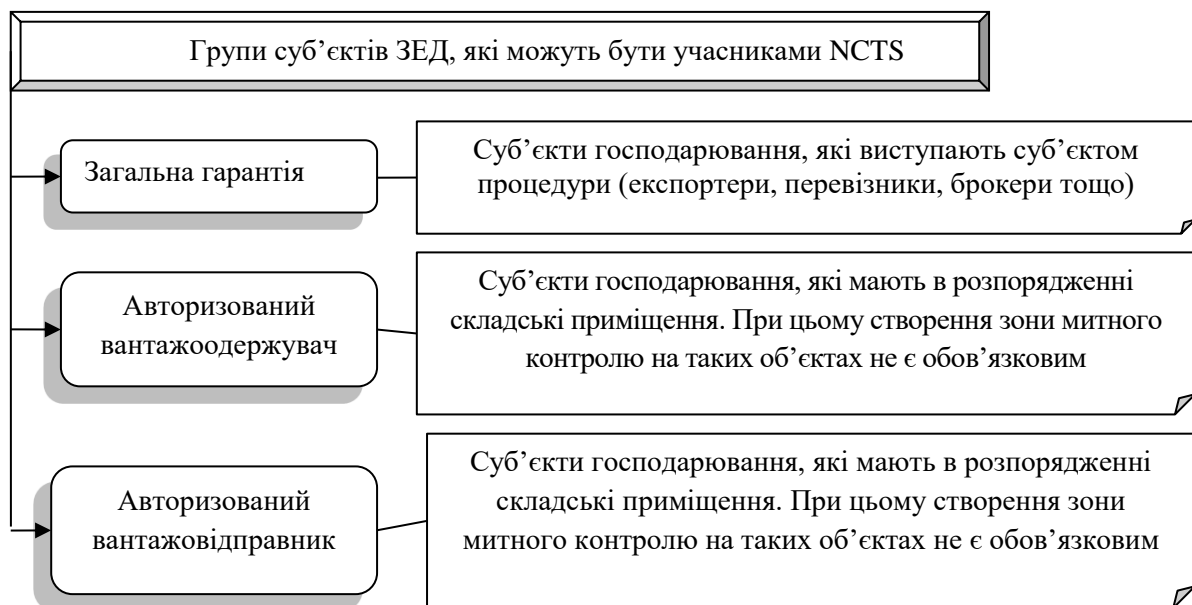 Групи суб’єктів ЗЕД, які можуть бути учасниками NCTS
Загальна гарантія
Суб’єкти господарювання, які виступають суб’єктом
процедури (експортери, перевізники, брокери тощо)
Авторизований
вантажоодержувач
Суб’єкти господарювання, які мають в розпорядженні
складські приміщення. При цьому створення зони митного
контролю на таких об’єктах не є обов’язковим
Авторизований
вантажовідправник
Суб’єкти господарювання, які мають в розпорядженні
складські приміщення. При цьому створення зони
митного контролю на таких об’єктах не є обов’язковим